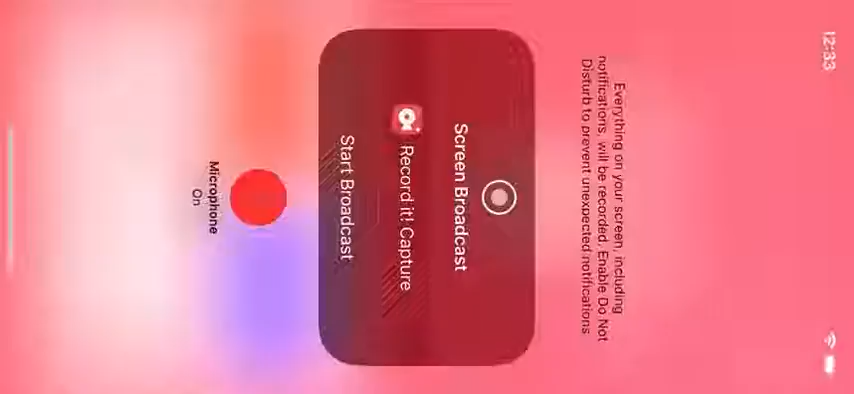 12:33
Everything on your screen, including
notifications, will be recorded. Enable Do Not
Disturb to prevent unexpected notifications
Screen Broadcast
Record it! Capture
Start Broadcast
Microphone
On